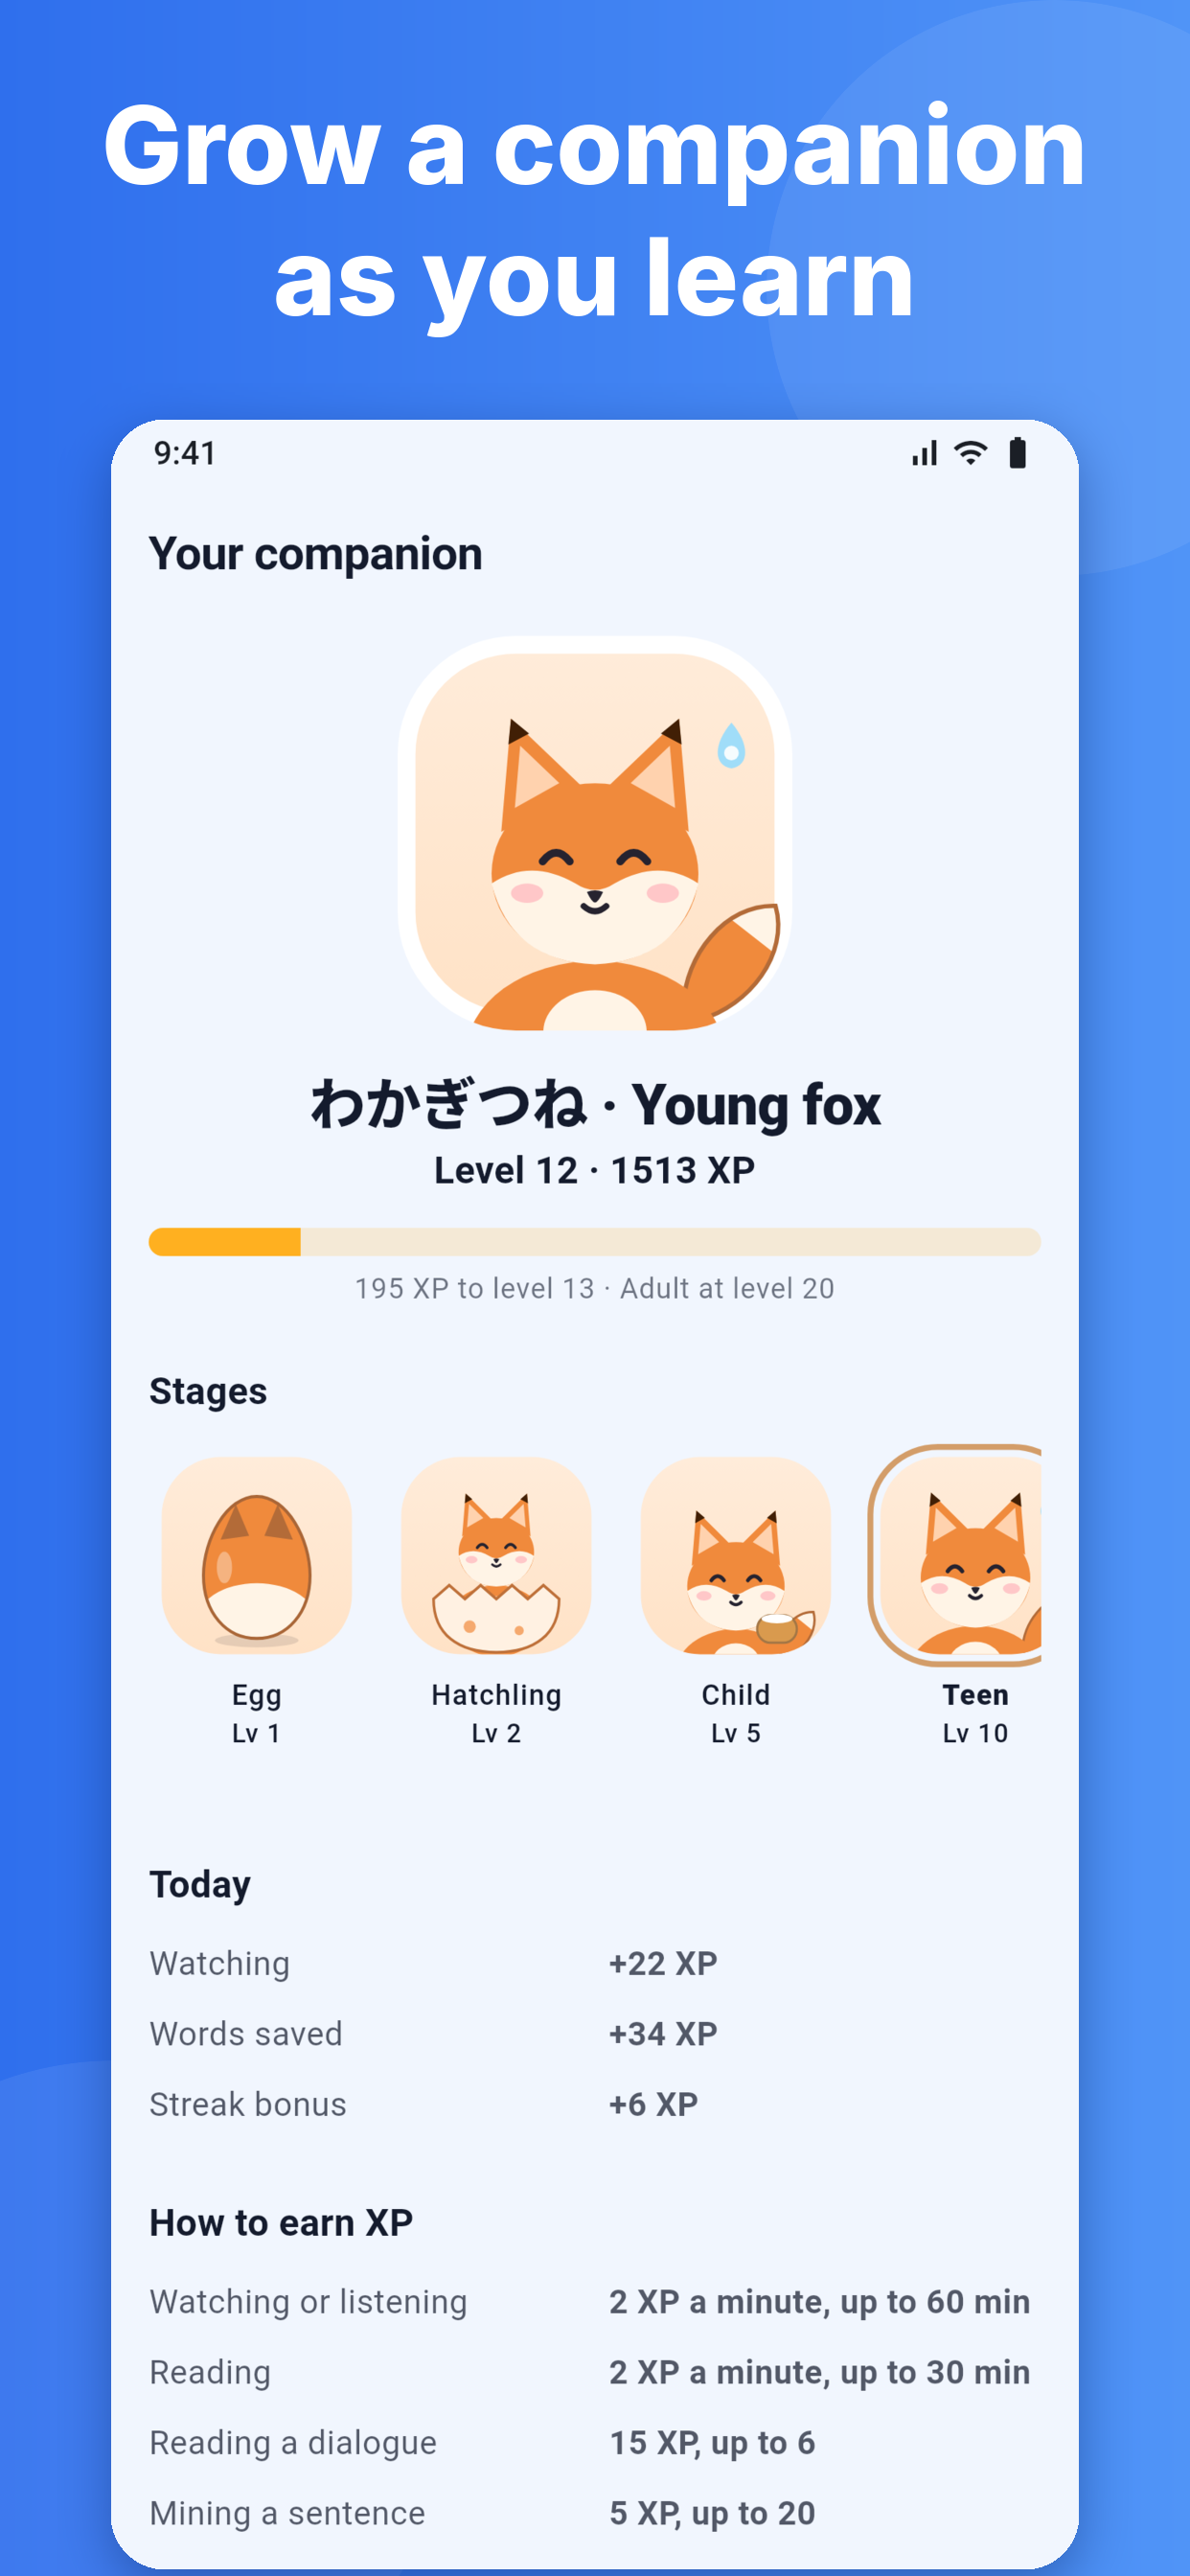 Grow a companion
as you learn
9:41
Your companion
わかぎつね · Young fox
Level 12 · 1513 XP
195 XP to level 13 · Adult at level 20
Stages
Egg
Lv 1
Hatchling
Lv 2
Child
Lv 5
Teen
Lv 10
Today
Watching +22 XP
Words saved +34 XP
Streak bonus +6 XP
How to earn XP
Watching or listening 2 XP a minute, up to 60 min
Reading 2 XP a minute, up to 30 min
Reading a dialogue 15 XP, up to 6
Mining a sentence 5 XP, up to 20